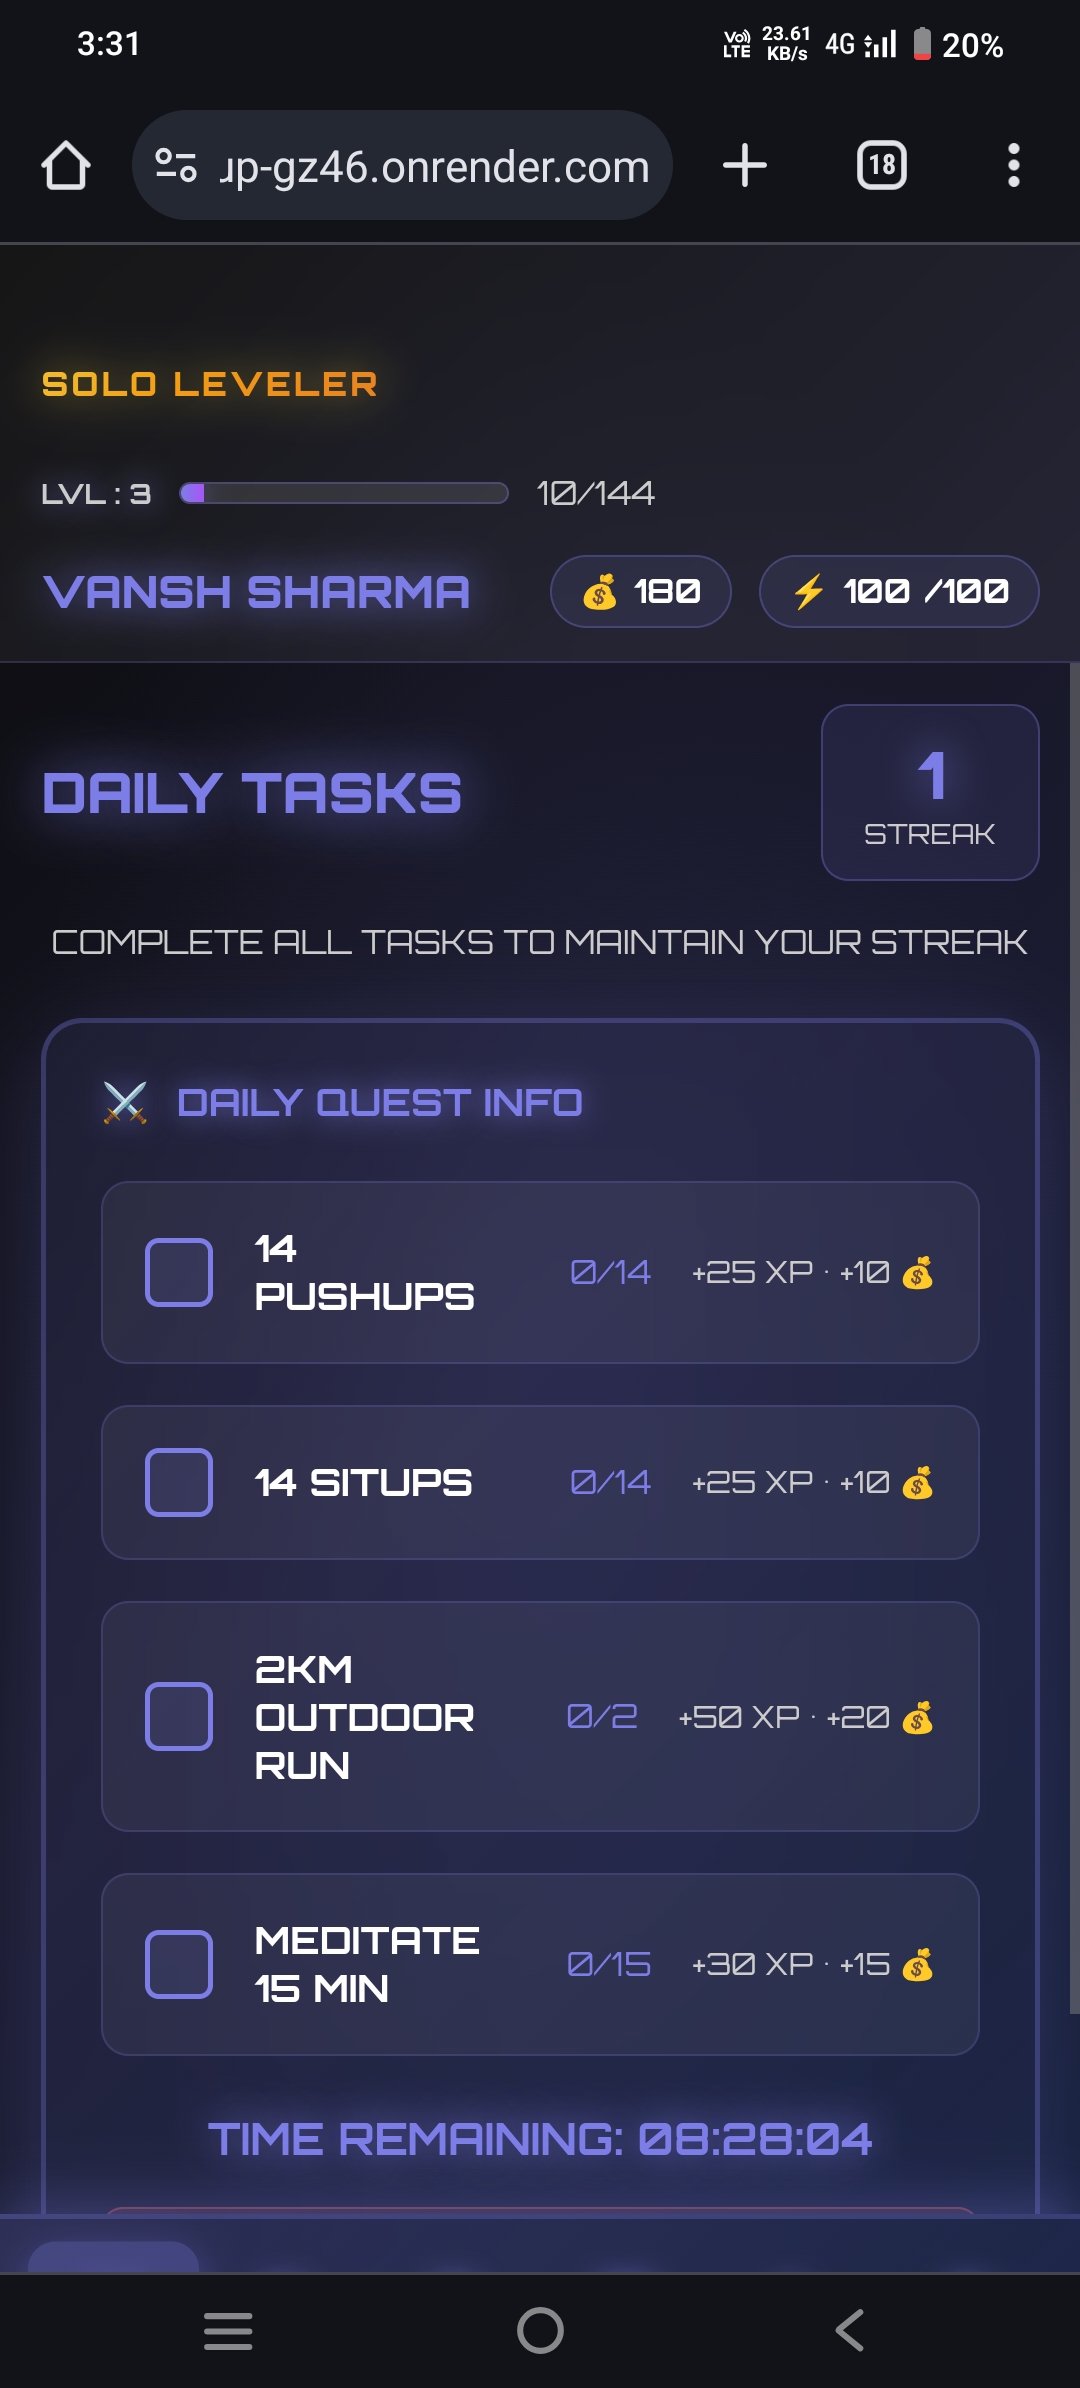 3:31
Vo) LTE 23.61 KB/s 4G 20%
up-gz46.onrender.com 18
SOLO LEVELER
LVL : 3 10/144
VANSH SHARMA 💰 180 ⚡ 100 /100
DAILY TASKS
1
STREAK
COMPLETE ALL TASKS TO MAINTAIN YOUR STREAK
⚔️ DAILY QUEST INFO
14
PUSHUPS
0/14 +25 XP · +10 💰
14 SITUPS 0/14 +25 XP · +10 💰
2KM
OUTDOOR
RUN
0/2 +50 XP · +20 💰
MEDITATE
15 MIN
0/15 +30 XP · +15 💰
TIME REMAINING: 08:28:04